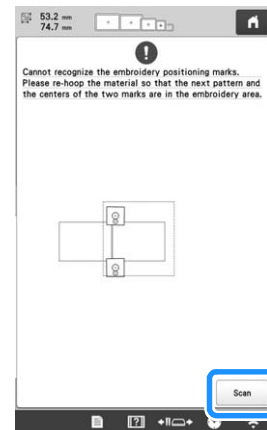 53.2 mm
74.7 mm
Cannot recognize the embroidery positioning marks.
Please re-hoop the material so that the next pattern and
the centers of the two marks are in the embroidery area.
Scan